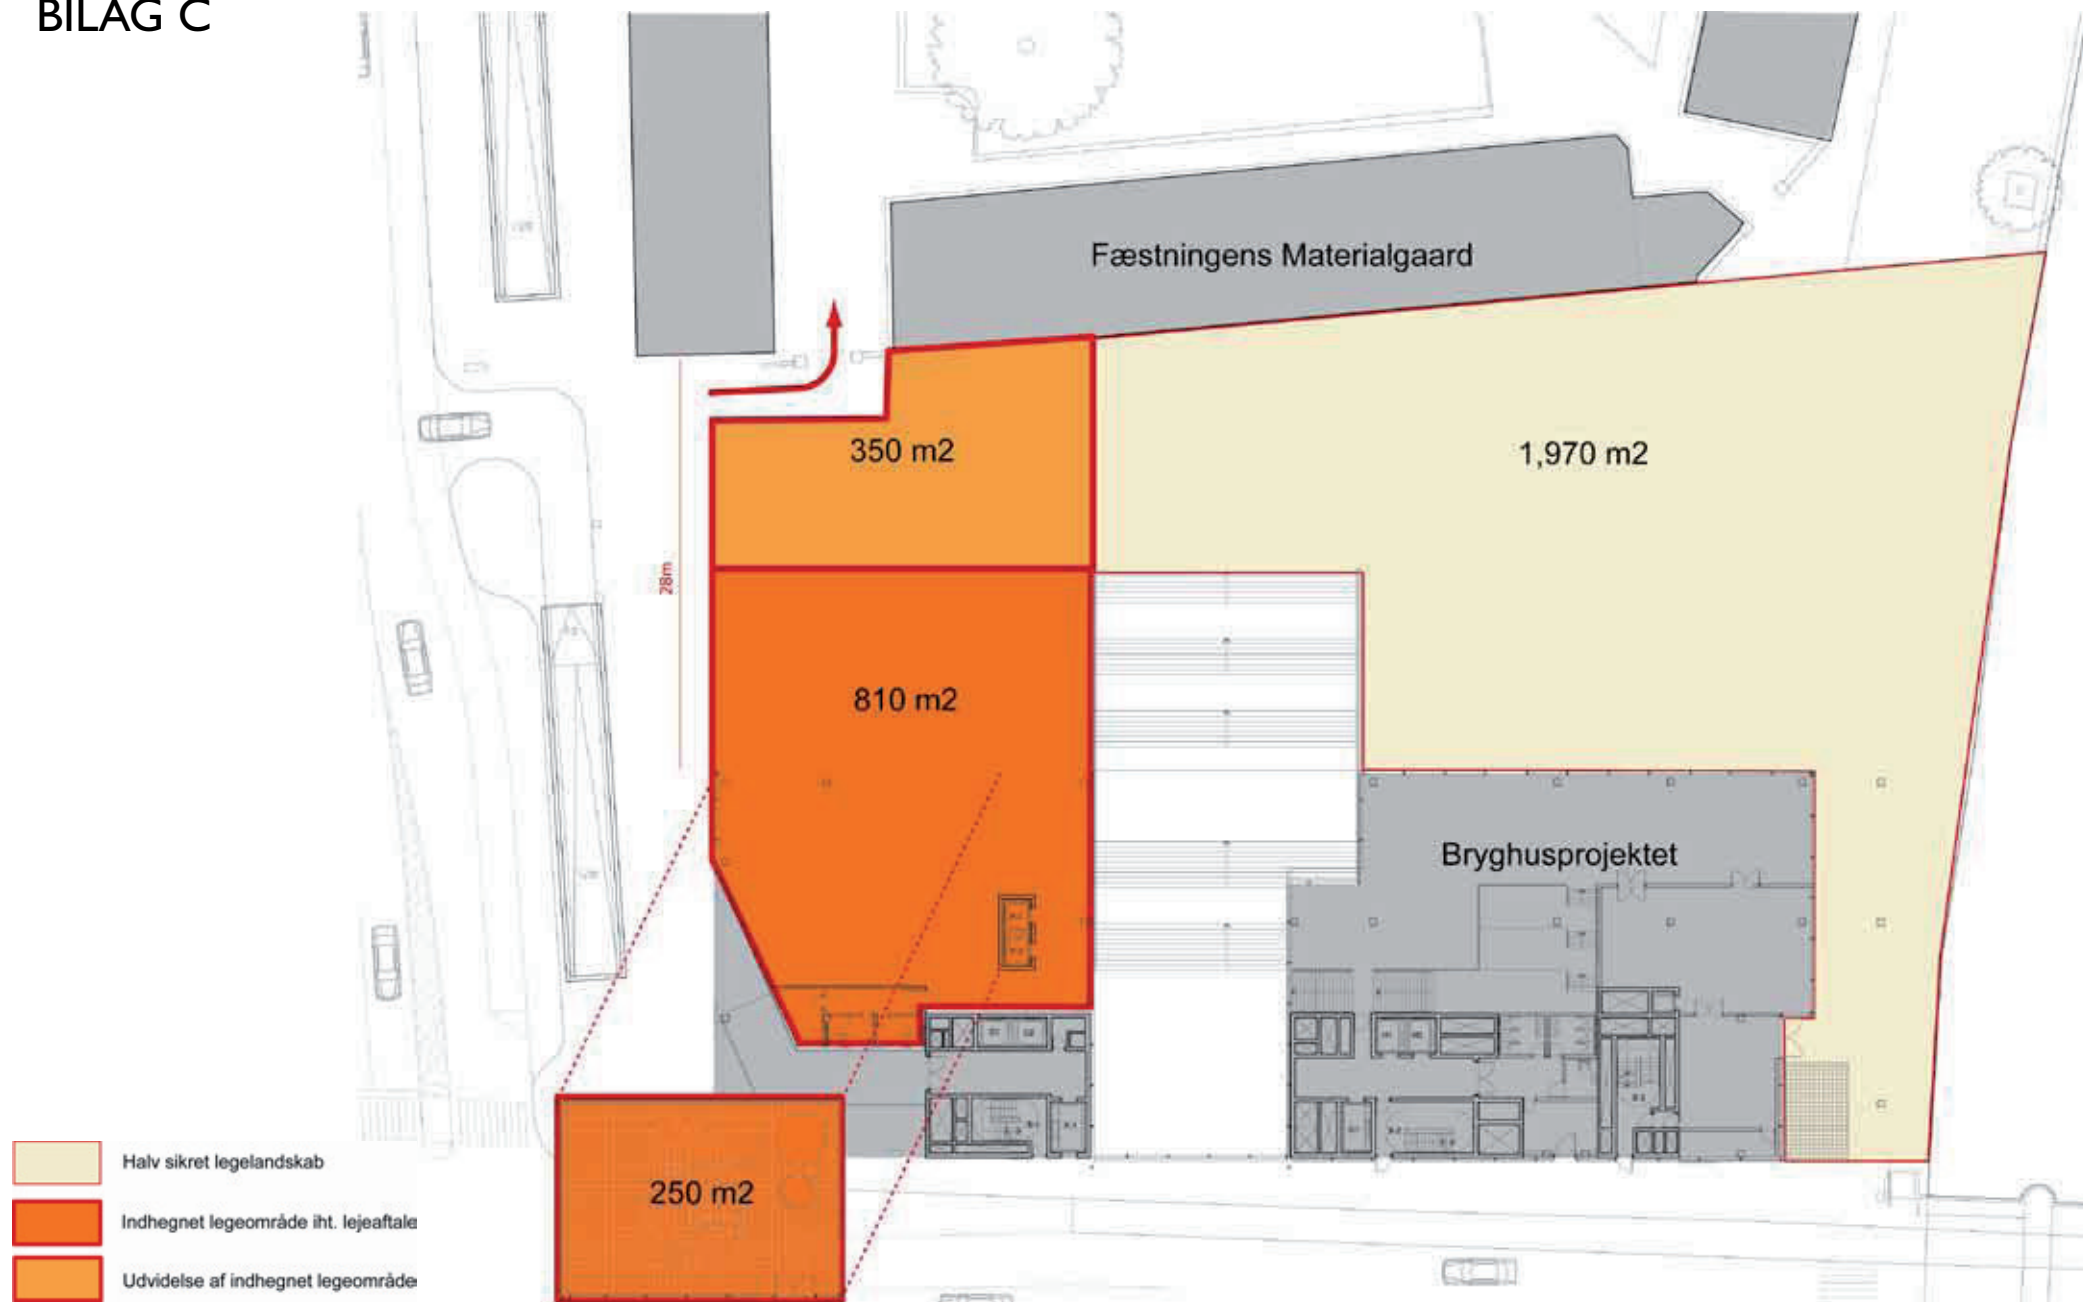 BILAG C
Fæstningens Materialgaard
350 m2
1,970 m2
28m
810 m2
Bryghusprojektet
250 m2
Halv sikret legelandskab
Indhegnet legeområde iht. lejeaftale
Udvidelse af indhegnet legeområde